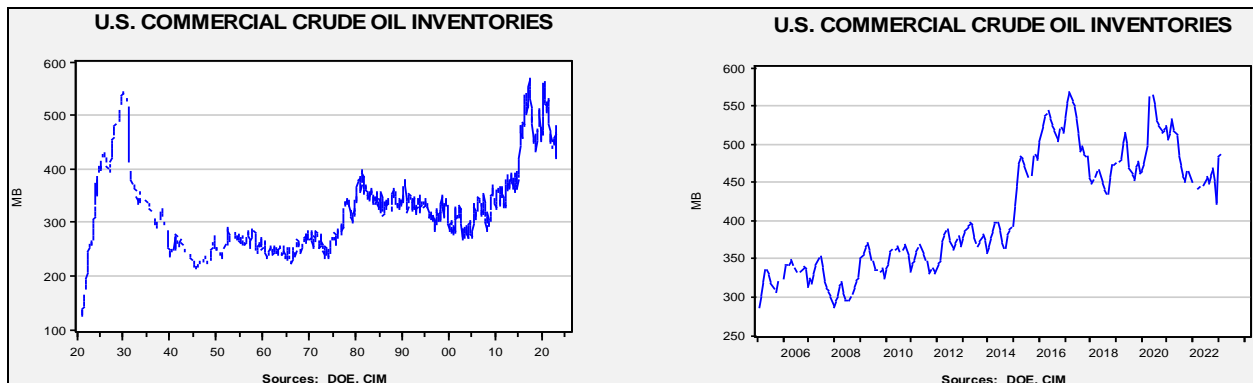 U.S. COMMERCIAL CRUDE OIL INVENTORIES
600
500
400
300
200
100
MB
20 30 40 50 60 70 80 90 00 10 20
Sources: DOE, CIM
U.S. COMMERCIAL CRUDE OIL INVENTORIES
600
550
500
450
400
350
300
250
MB
2006 2008 2010 2012 2014 2016 2018 2020 2022
Sources: DOE, CIM